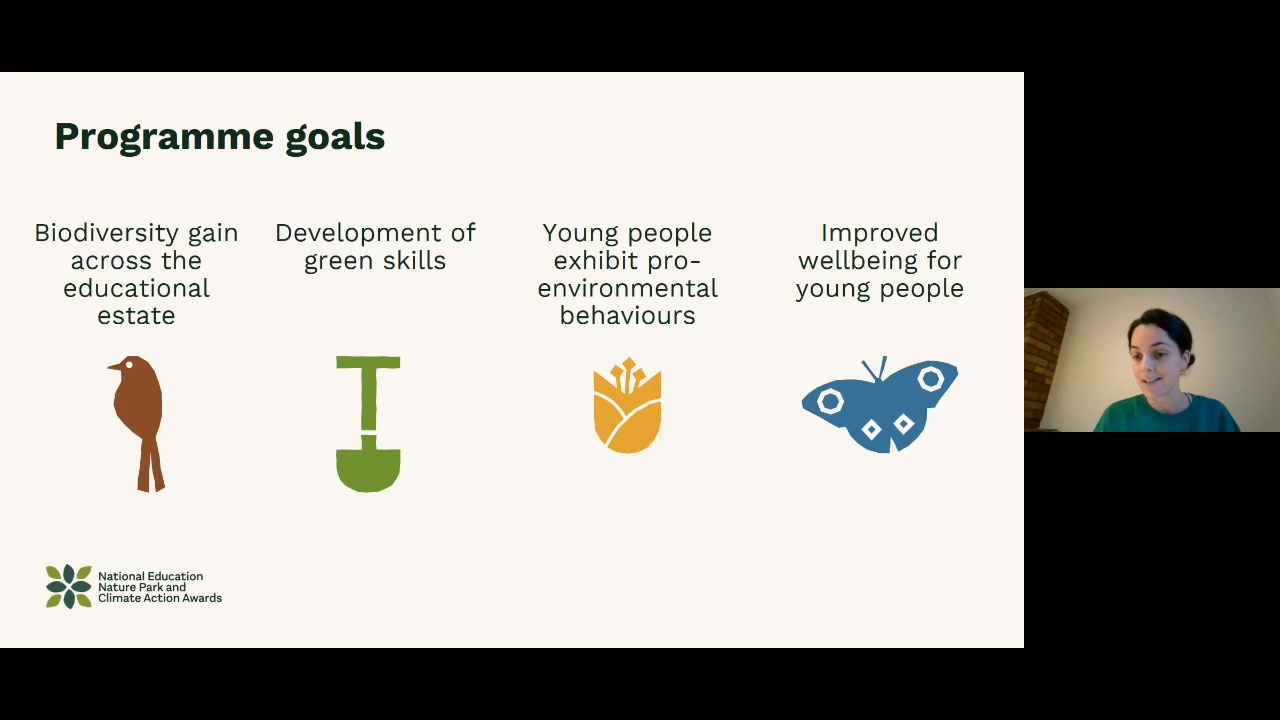 Programme goals
Biodiversity gain
across the
educational
estate
Development of
green skills
Young people
exhibit pro-
environmental
behaviours
Improved
wellbeing for
young people
National Education
Nature Park and
Climate Action Awards